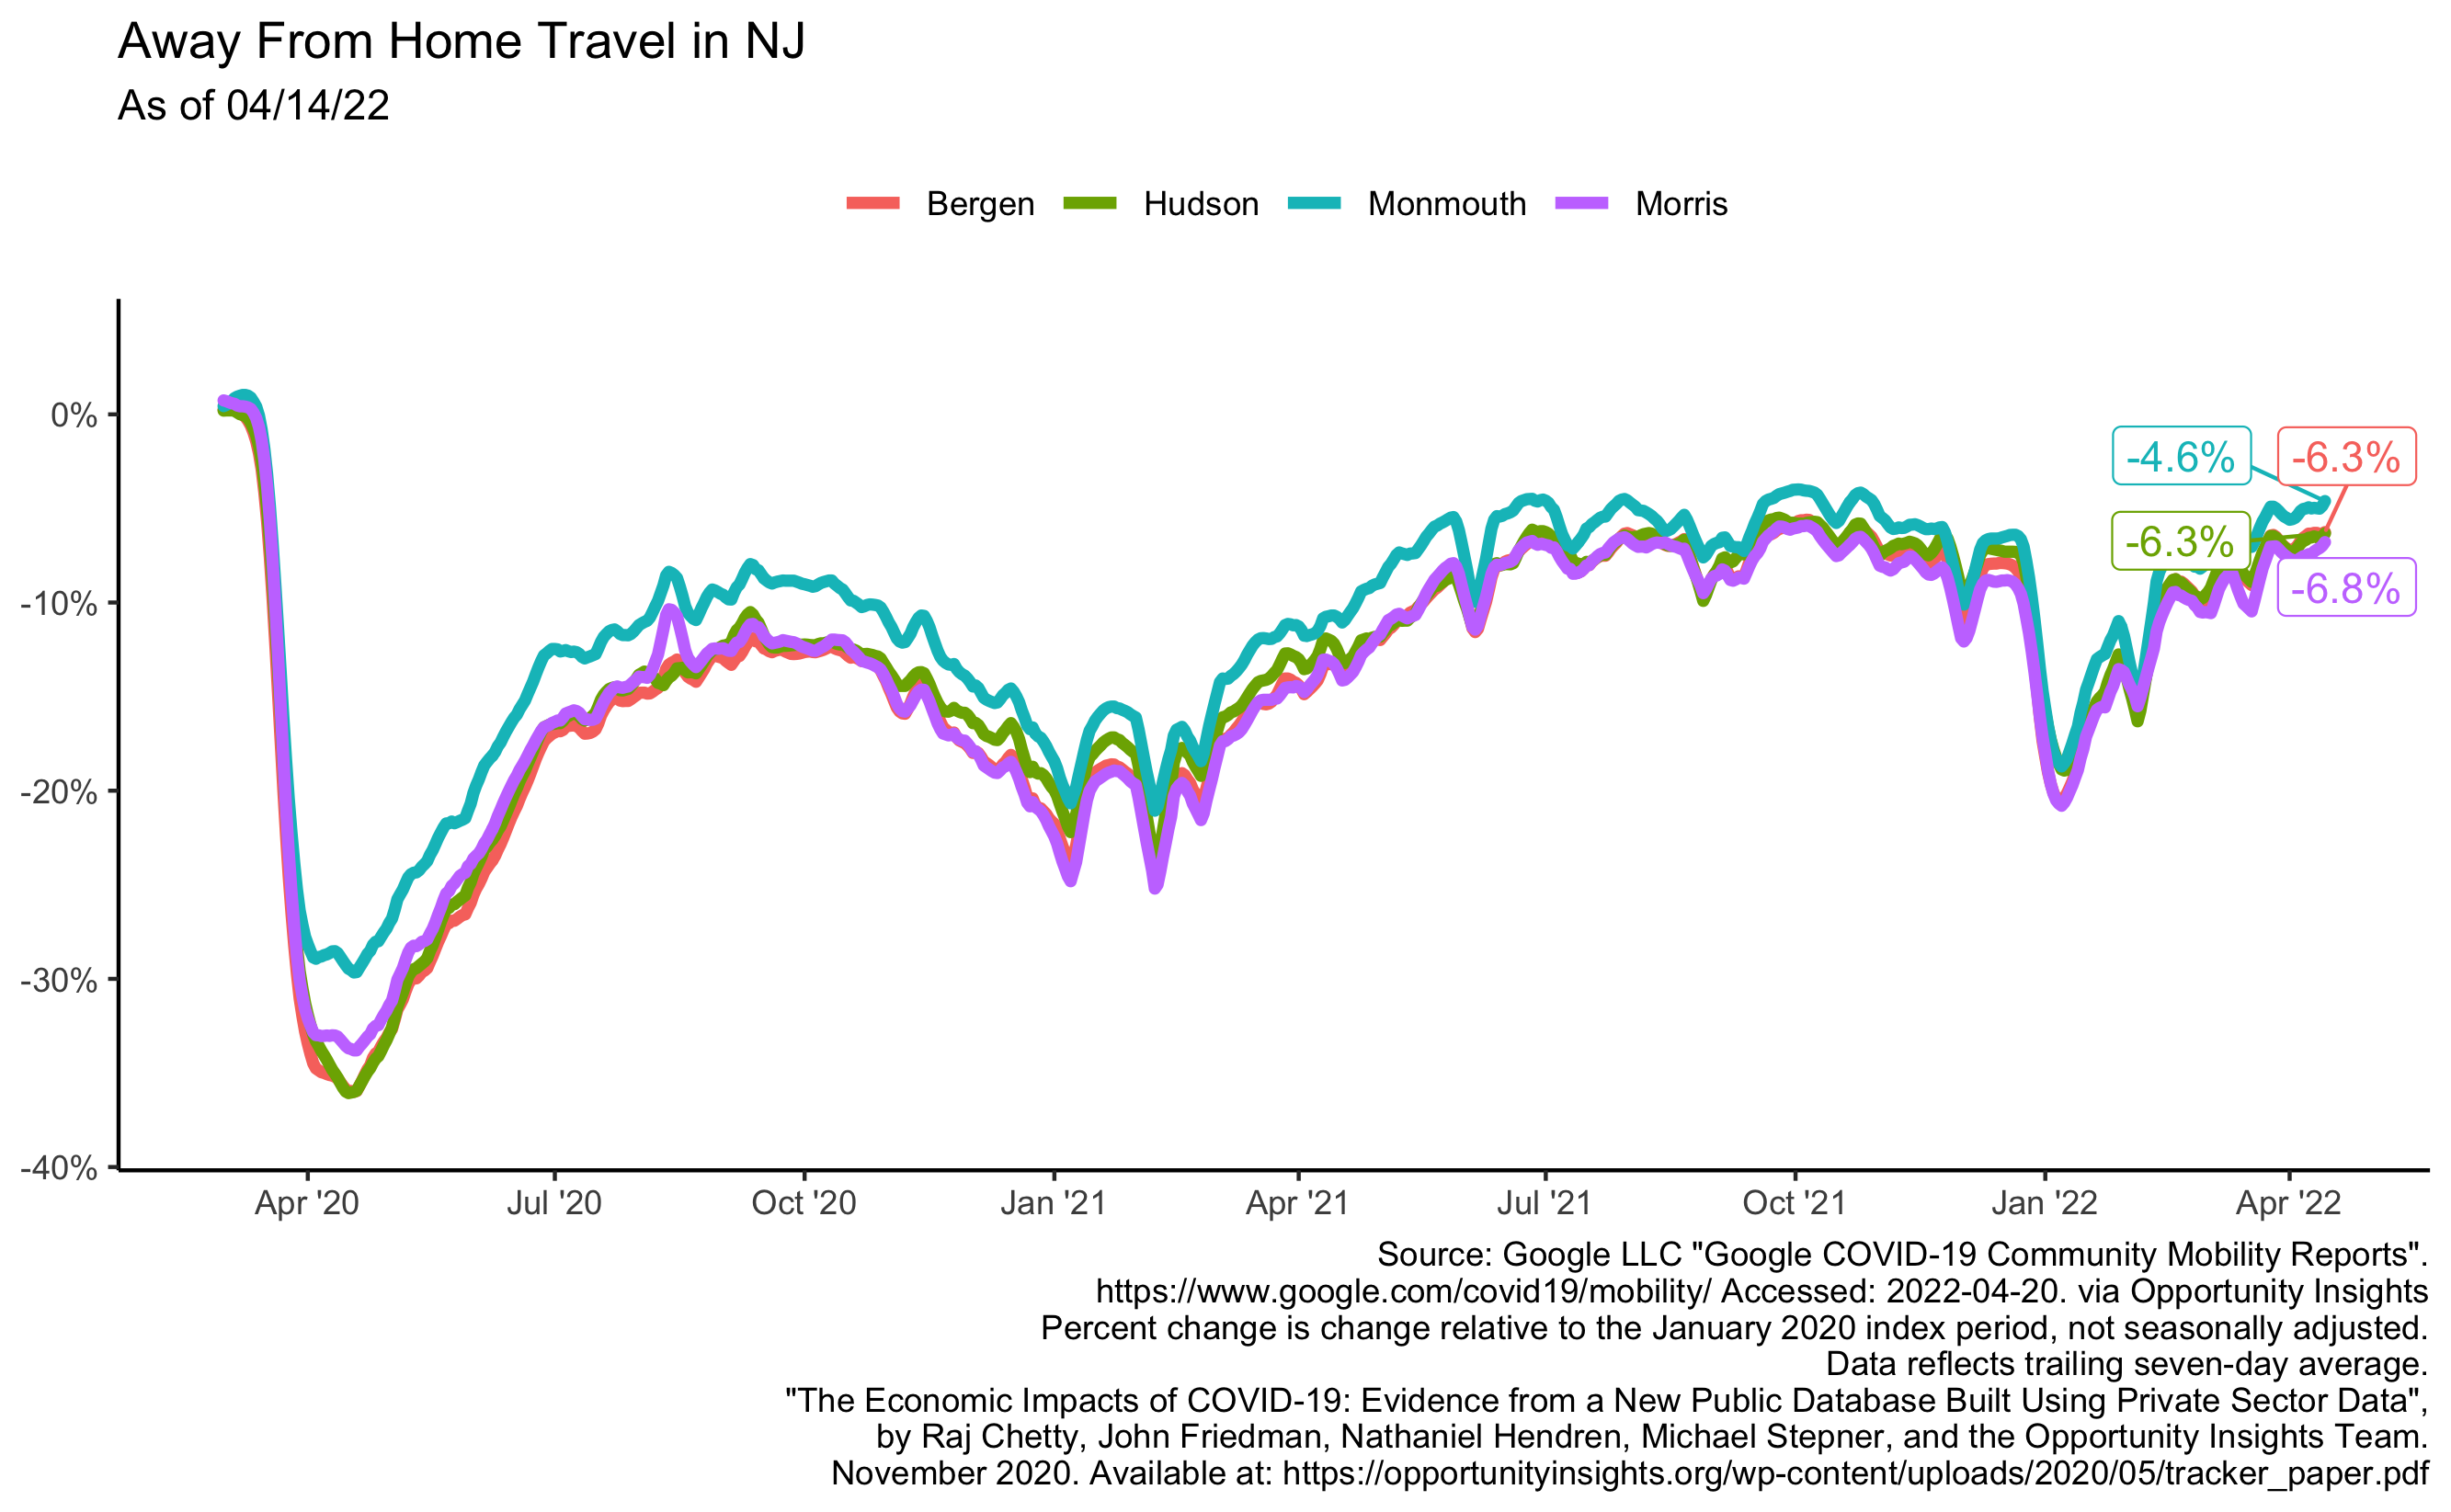 Away From Home Travel in NJ
As of 04/14/22
Bergen Hudson Monmouth Morris
0%
-10%
-20%
-30%
-40%
-4.6%
-6.3%
-6.3%
-6.8%
Apr '20 Jul '20 Oct '20 Jan '21 Apr '21 Jul '21 Oct '21 Jan '22 Apr '22
Source: Google LLC "Google COVID-19 Community Mobility Reports".
https://www.google.com/covid19/mobility/ Accessed: 2022-04-20. via Opportunity Insights
Percent change is change relative to the January 2020 index period, not seasonally adjusted.
Data reflects trailing seven-day average.
"The Economic Impacts of COVID-19: Evidence from a New Public Database Built Using Private Sector Data",
by Raj Chetty, John Friedman, Nathaniel Hendren, Michael Stepner, and the Opportunity Insights Team.
November 2020. Available at: https://opportunityinsights.org/wp-content/uploads/2020/05/tracker_paper.pdf